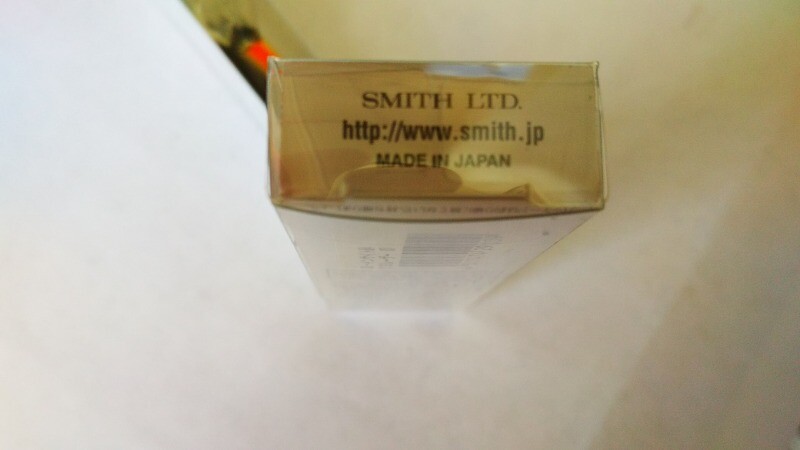 SMITH LTD.
http://www.smith.jp
MADE IN JAPAN